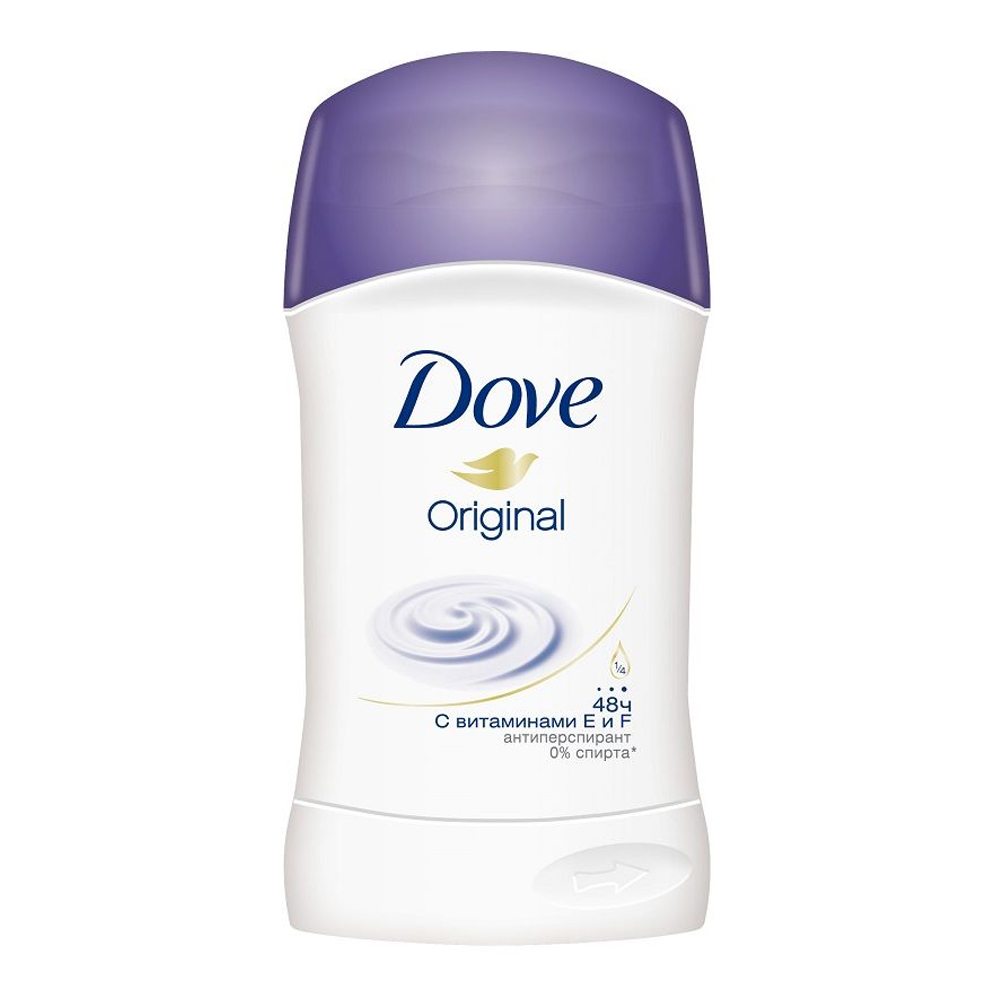 Dove
Original
1/4
48ч
С витаминами E и F
антиперспирант
0% спирта*